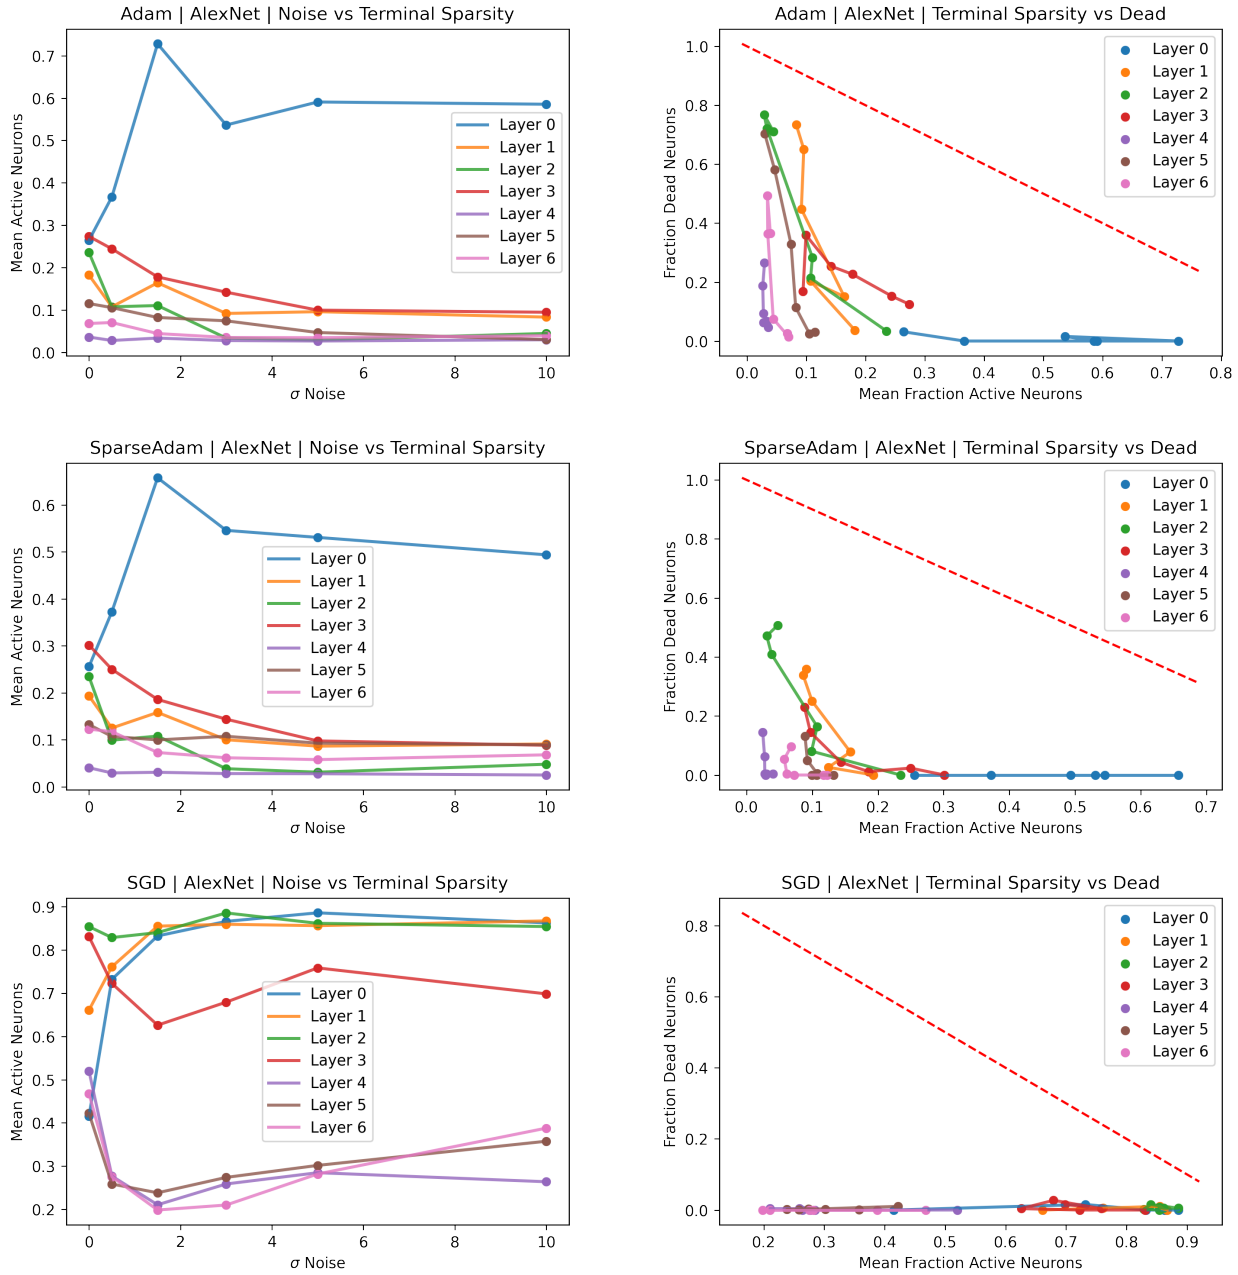 Adam | AlexNet | Noise vs Terminal Sparsity
Mean Active Neurons
0.7
0.6
0.5
0.4
0.3
0.2
0.1
0.0
Layer 0
Layer 1
Layer 2
Layer 3
Layer 4
Layer 5
Layer 6
0 2 4 6 8 10
σ Noise
Adam | AlexNet | Terminal Sparsity vs Dead
Fraction Dead Neurons
1.0
0.8
0.6
0.4
0.2
0.0
Layer 0
Layer 1
Layer 2
Layer 3
Layer 4
Layer 5
Layer 6
0.0 0.1 0.2 0.3 0.4 0.5 0.6 0.7 0.8
Mean Fraction Active Neurons
SparseAdam | AlexNet | Noise vs Terminal Sparsity
Mean Active Neurons
0.6
0.5
0.4
0.3
0.2
0.1
0.0
Layer 0
Layer 1
Layer 2
Layer 3
Layer 4
Layer 5
Layer 6
0 2 4 6 8 10
σ Noise
SparseAdam | AlexNet | Terminal Sparsity vs Dead
Fraction Dead Neurons
1.0
0.8
0.6
0.4
0.2
0.0
Layer 0
Layer 1
Layer 2
Layer 3
Layer 4
Layer 5
Layer 6
0.0 0.1 0.2 0.3 0.4 0.5 0.6 0.7
Mean Fraction Active Neurons
SGD | AlexNet | Noise vs Terminal Sparsity
Mean Active Neurons
0.9
0.8
0.7
0.6
0.5
0.4
0.3
0.2
Layer 0
Layer 1
Layer 2
Layer 3
Layer 4
Layer 5
Layer 6
0 2 4 6 8 10
σ Noise
SGD | AlexNet | Terminal Sparsity vs Dead
Fraction Dead Neurons
0.8
0.6
0.4
0.2
0.0
Layer 0
Layer 1
Layer 2
Layer 3
Layer 4
Layer 5
Layer 6
0.2 0.3 0.4 0.5 0.6 0.7 0.8 0.9
Mean Fraction Active Neurons